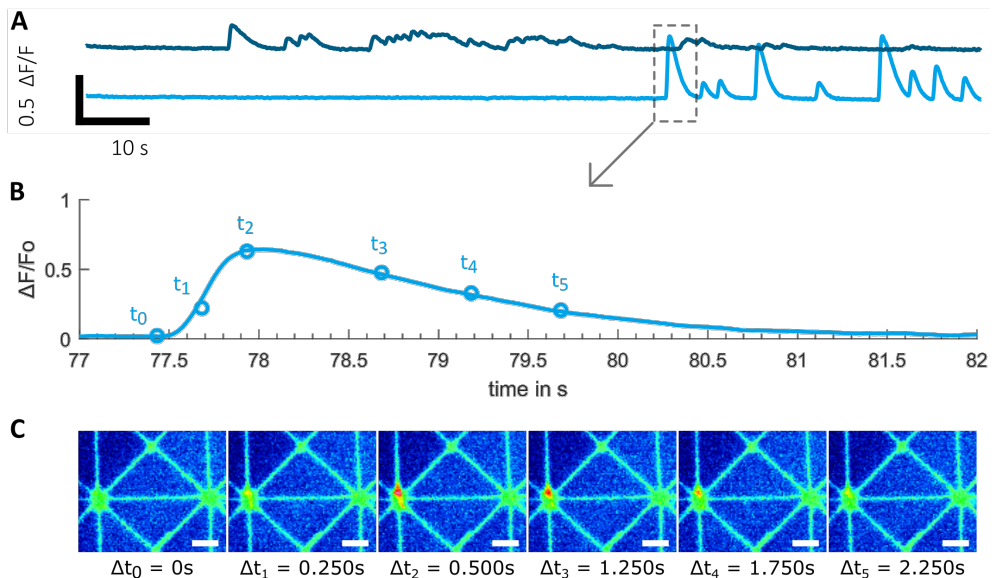 A
0.5 ΔF/F
10 s
B
ΔF/Fo
1
0.5
0
t0
t1
t2
t3
t4
t5
77 77.5 78 78.5 79 79.5 80 80.5 81 81.5 82
time in s
C
Δt0 = 0s Δt1 = 0.250s Δt2 = 0.500s Δt3 = 1.250s Δt4 = 1.750s Δt5 = 2.250s